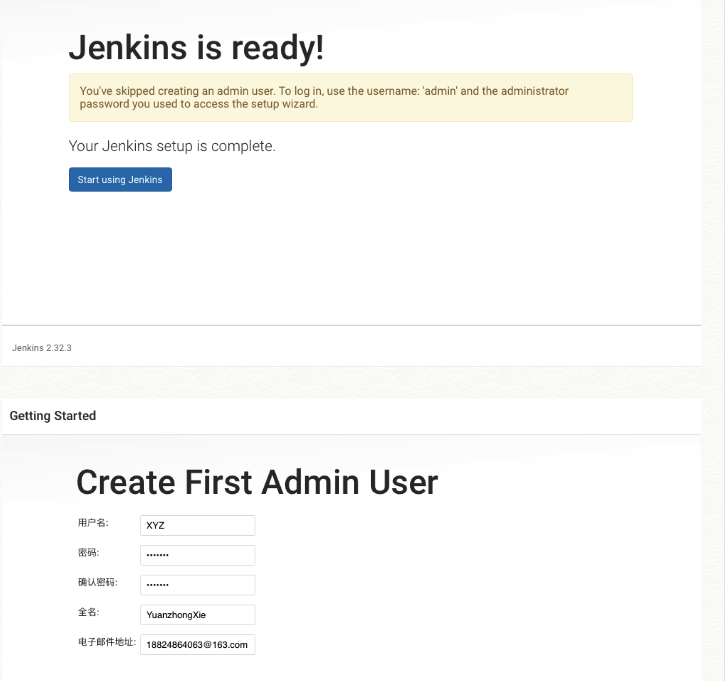 Jenkins is ready!
You've skipped creating an admin user. To log in, use the username: 'admin' and the administrator
password you used to access the setup wizard.
Your Jenkins setup is complete.
Start using Jenkins
Jenkins 2.32.3
Getting Started
Create First Admin User
用户名: XYZ
密码: •••••••
确认密码: •••••••
全名: YuanzhongXie
电子邮件地址: 18824864063@163.com